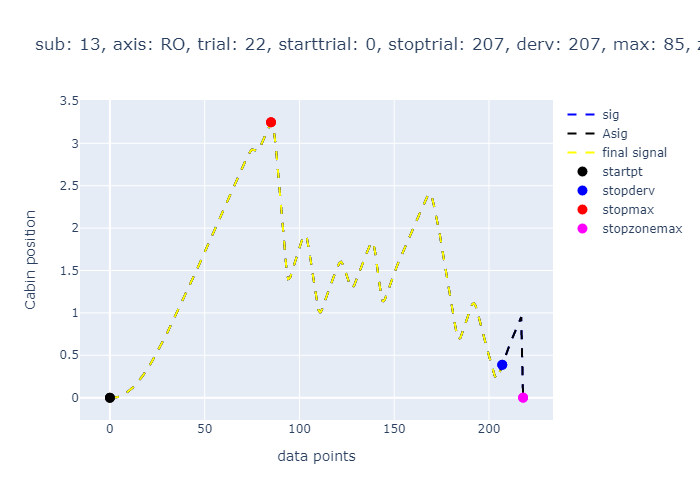 sub: 13, axis: RO, trial: 22, starttrial: 0, stoptrial: 207, derv: 207, max: 85, z
3.5
3
2.5
2
1.5
1
0.5
0
Cabin position
0
50
100
150
200
data points
sig
Asig
final signal
startpt
stopderv
stopmax
stopzonemax